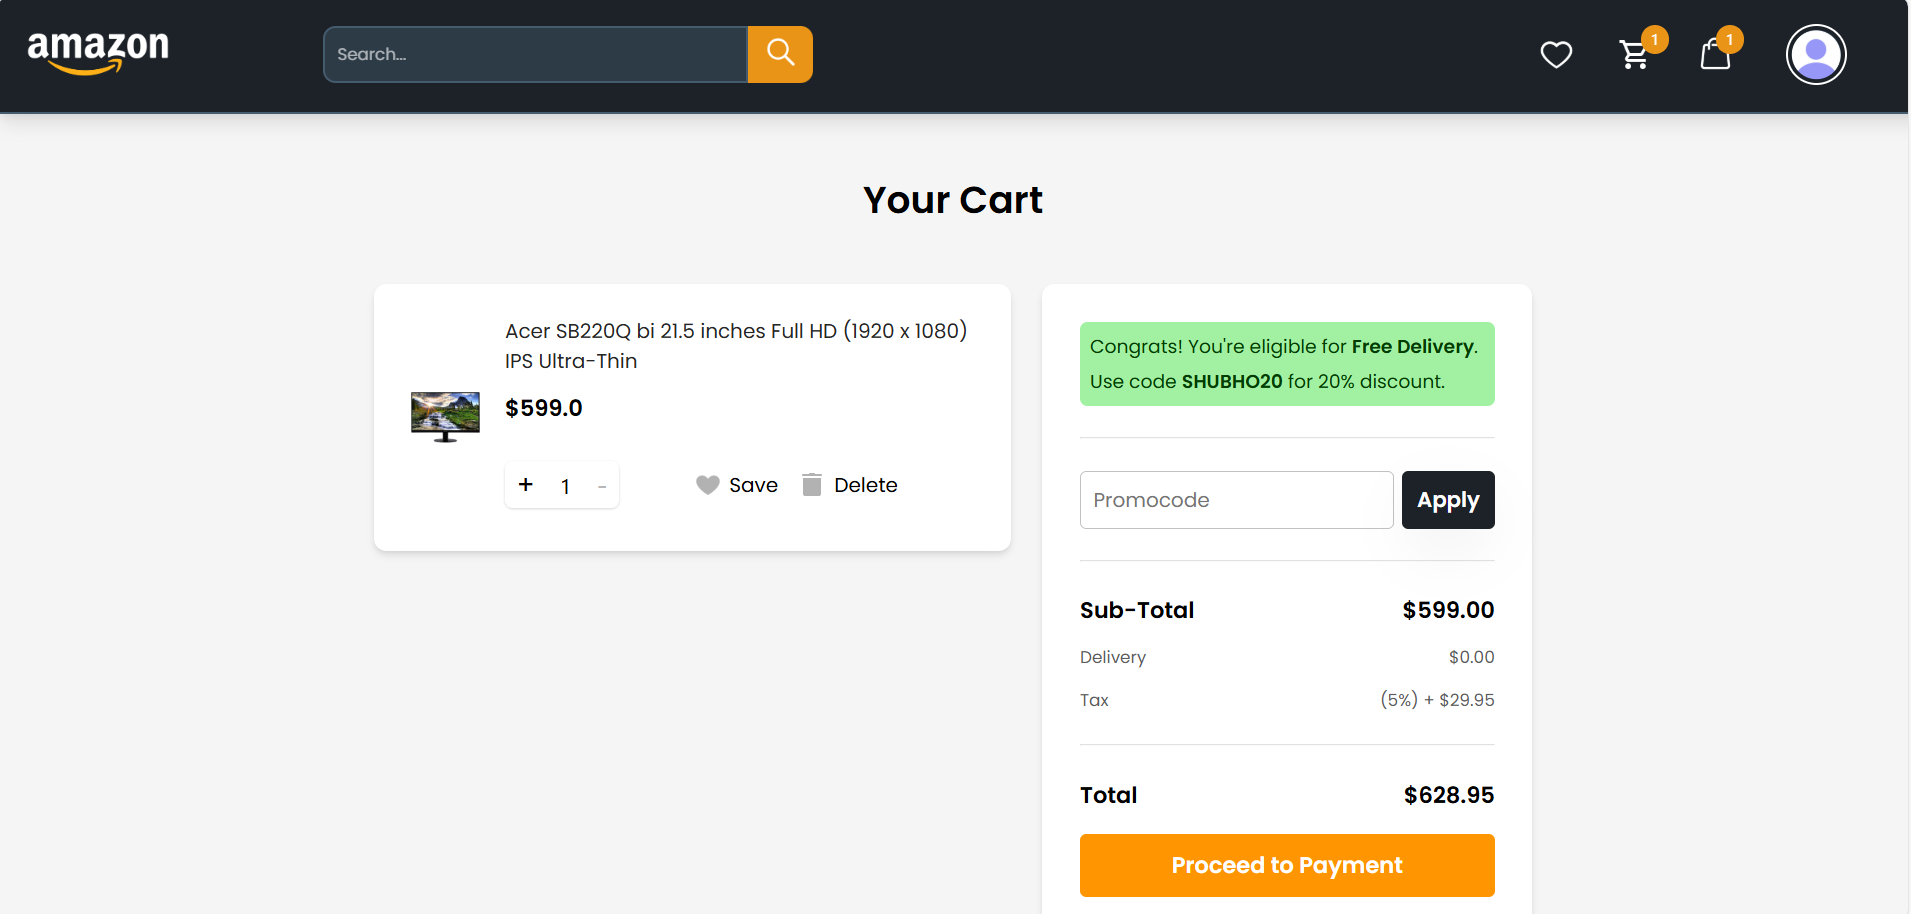 amazon
Search...
1
1
Your Cart
Acer SB220Q bi 21.5 inches Full HD (1920 x 1080)
IPS Ultra-Thin
$599.0
+ 1 -
Save
Delete
Congrats! You're eligible for Free Delivery.
Use code SHUBHO20 for 20% discount.
Promocode
Apply
Sub-Total $599.00
Delivery $0.00
Tax (5%) + $29.95
Total $628.95
Proceed to Payment